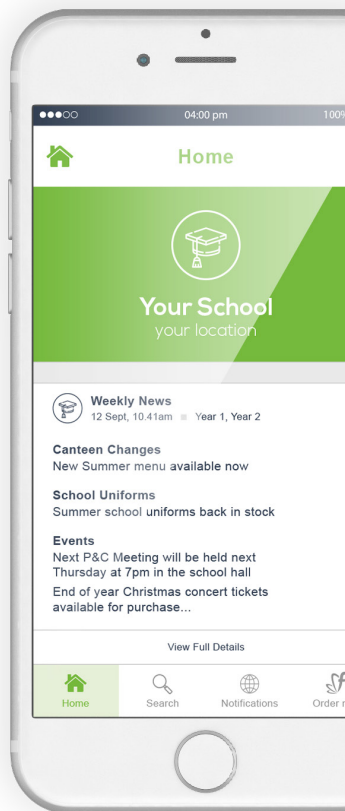 04:00 pm 100%
Home
Your School
your location
Weekly News
12 Sept, 10.41am Year 1, Year 2
Canteen Changes
New Summer menu available now
School Uniforms
Summer school uniforms back in stock
Events
Next P&C Meeting will be held next
Thursday at 7pm in the school hall
End of year Christmas concert tickets
available for purchase...
View Full Details
Home Search Notifications Order